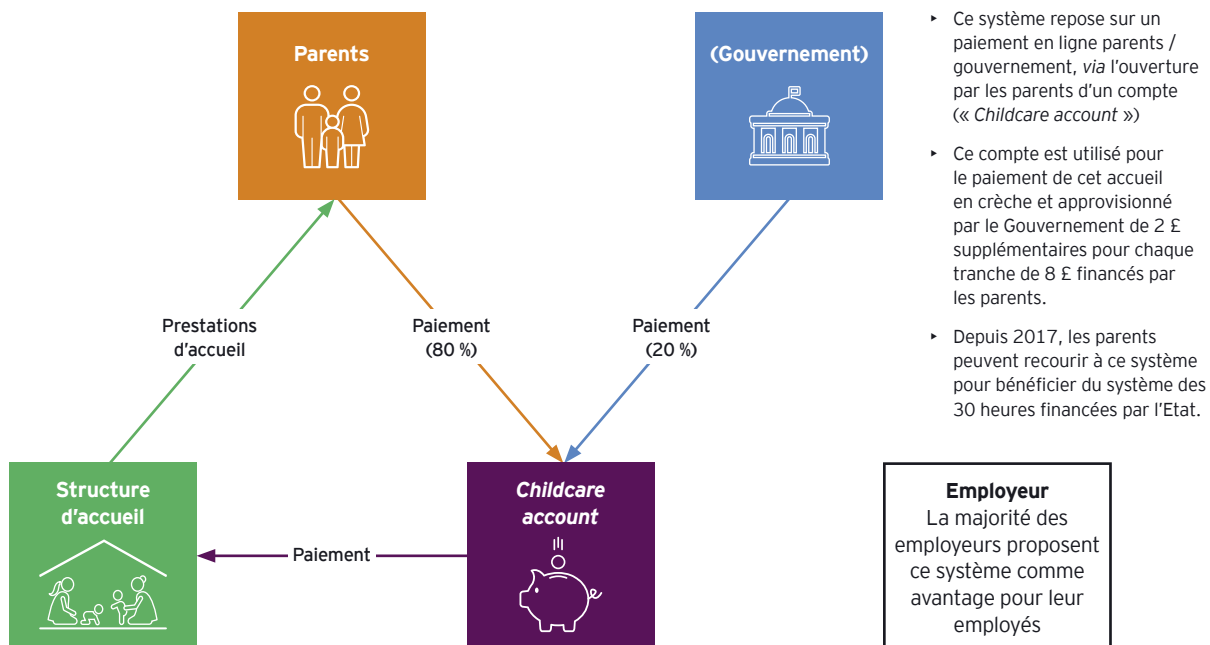 Parents
(Gouvernement)
Prestations
d'accueil
Paiement
(80 %)
Paiement
(20 %)
Structure
d'accueil
Childcare
account
Paiement
‣ Ce système repose sur un
paiement en ligne parents /
gouvernement, via l'ouverture
par les parents d'un compte
(« Childcare account »)
‣ Ce compte est utilisé pour
le paiement de cet accueil
en crèche et approvisionné
par le Gouvernement de 2 £
supplémentaires pour chaque
tranche de 8 £ financés par
les parents.
‣ Depuis 2017, les parents
peuvent recourir à ce système
pour bénéficier du système des
30 heures financées par l'Etat.
Employeur
La majorité des
employeurs proposent
ce système comme
avantage pour leur
employés